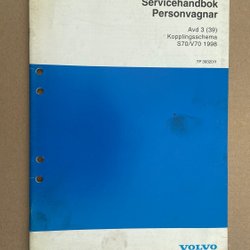 Servicehandbok
Personvagnar
Avd 3 (39)
Kopplingsschema
S70/V70 1998
VOLVO